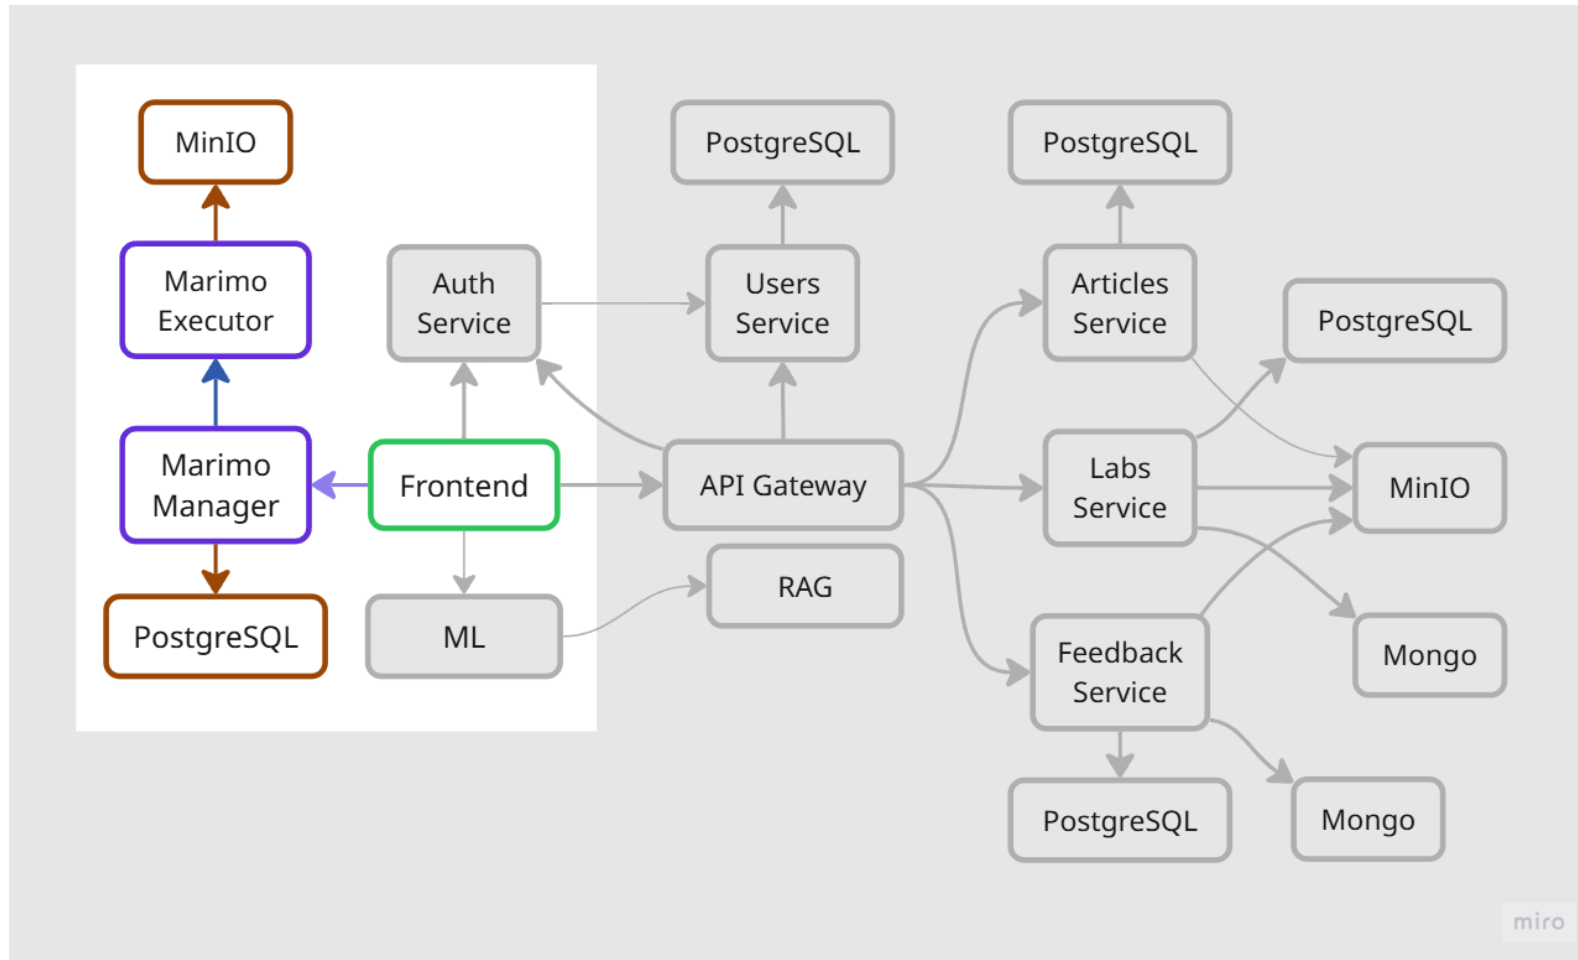 MinIO
PostgreSQL
PostgreSQL
Marimo
Executor
Auth
Service
Users
Service
Articles
Service
PostgreSQL
Marimo
Manager
Frontend
API Gateway
Labs
Service
MinIO
RAG
PostgreSQL
ML
Feedback
Service
Mongo
PostgreSQL
Mongo
miro